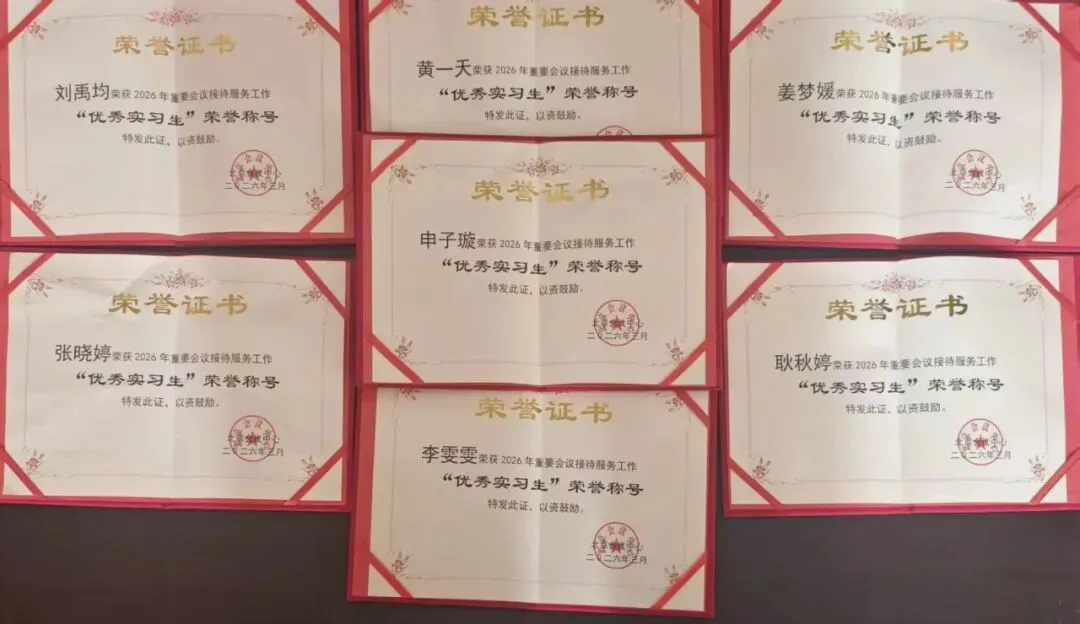 荣誉证书
刘禹均荣获2026年重要会议接待服务工作
“优秀实习生”荣誉称号
特发此证，以资鼓励。
二〇二六年三月
荣誉证书
黄一天荣获2026年重要会议接待服务工作
“优秀实习生”荣誉称号
特发此证，以资鼓励。
荣誉证书
姜梦媛荣获2026年重要会议接待服务工作
“优秀实习生”荣誉称号
特发此证，以资鼓励。
二〇二六年三月
荣誉证书
申子璇荣获2026年重要会议接待服务工作
“优秀实习生”荣誉称号
特发此证，以资鼓励。
二〇二六年三月
荣誉证书
张晓婷荣获2026年重要会议接待服务工作
“优秀实习生”荣誉称号
特发此证，以资鼓励。
二〇二六年三月
荣誉证书
耿秋婷荣获2026年重要会议接待服务工作
“优秀实习生”荣誉称号
特发此证，以资鼓励。
二〇二六年三月
荣誉证书
李雯雯荣获2026年重要会议接待服务工作
“优秀实习生”荣誉称号
特发此证，以资鼓励。
二〇二六年三月